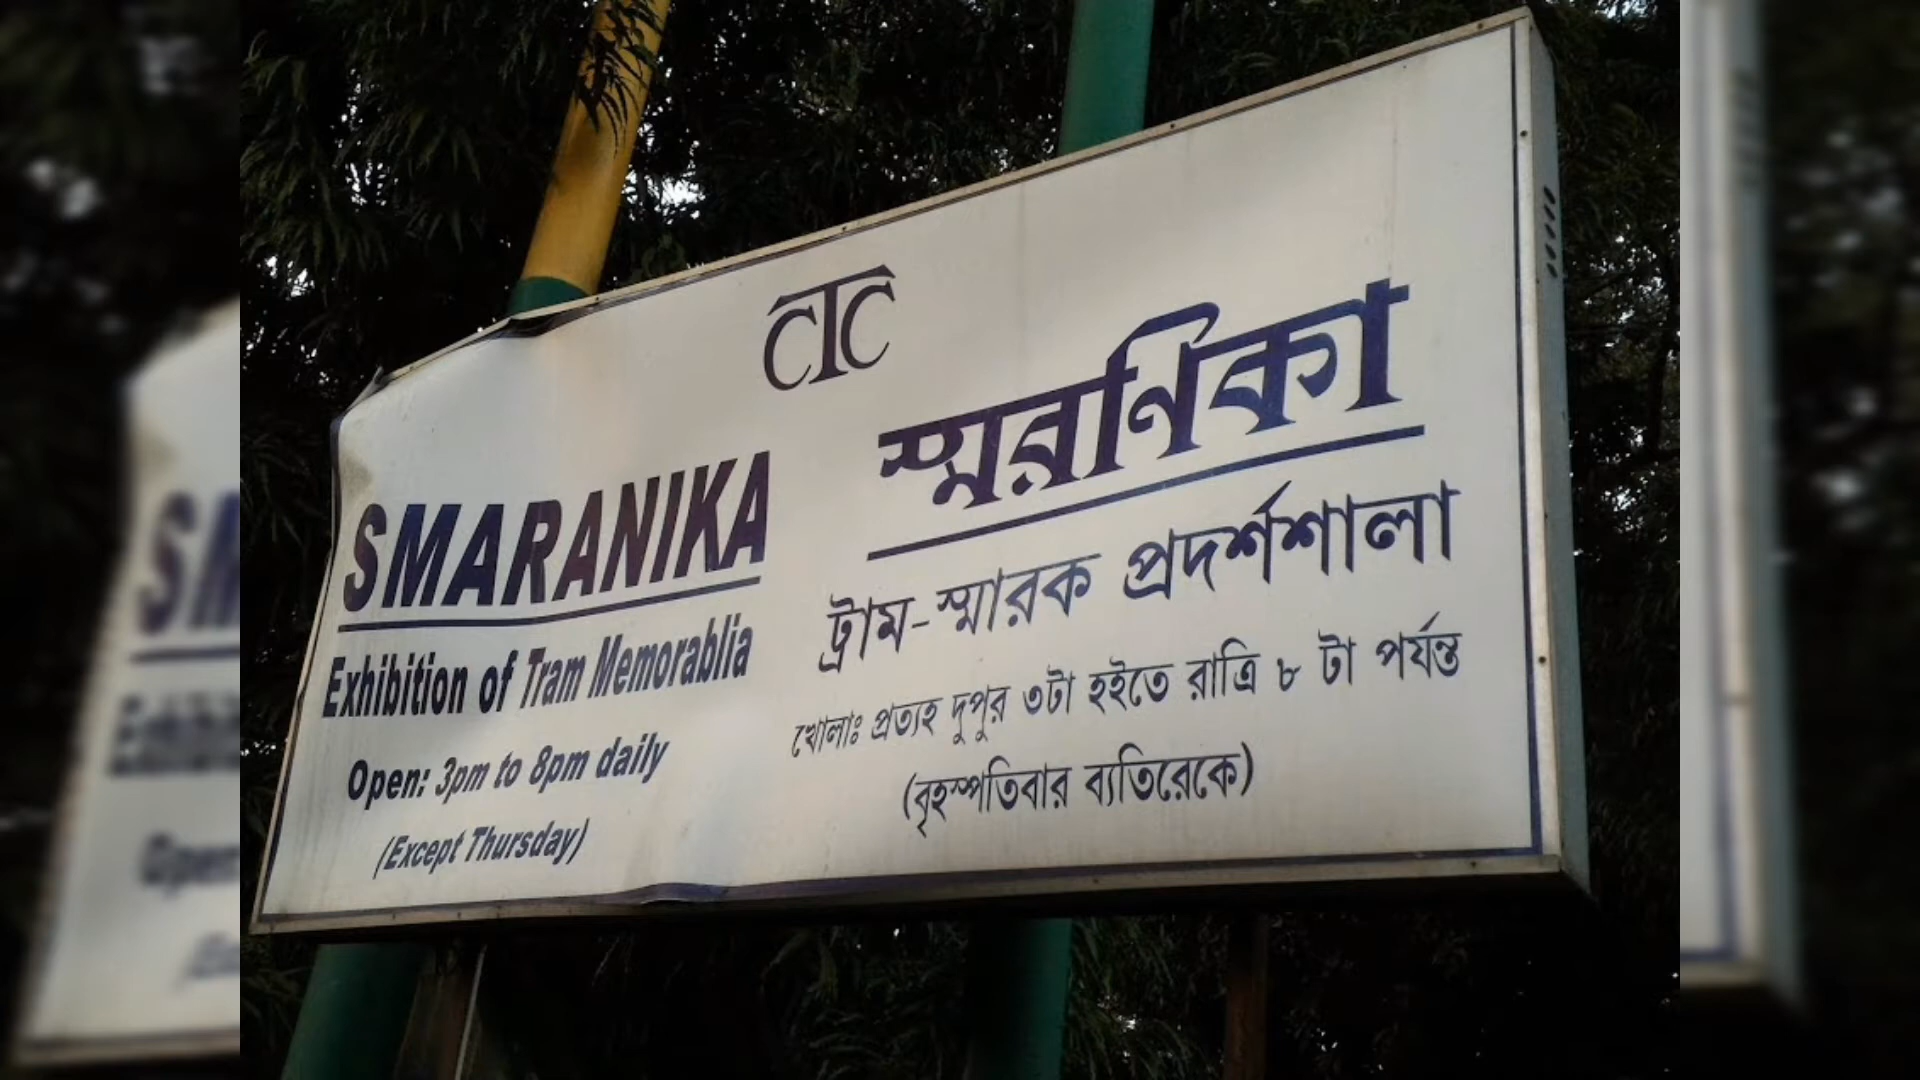 CTC
SMARANIKA
Exhibition of Tram Memorablia
Open: 3pm to 8pm daily
(Except Thursday)
স্মরণিকা
ট্রাম-স্মারক প্রদর্শশালা
খোলাঃ প্রত্যহ দুপুর ৩টা হইতে রাত্রি ৮ টা পর্যন্ত
(বৃহস্পতিবার ব্যতিরেকে)